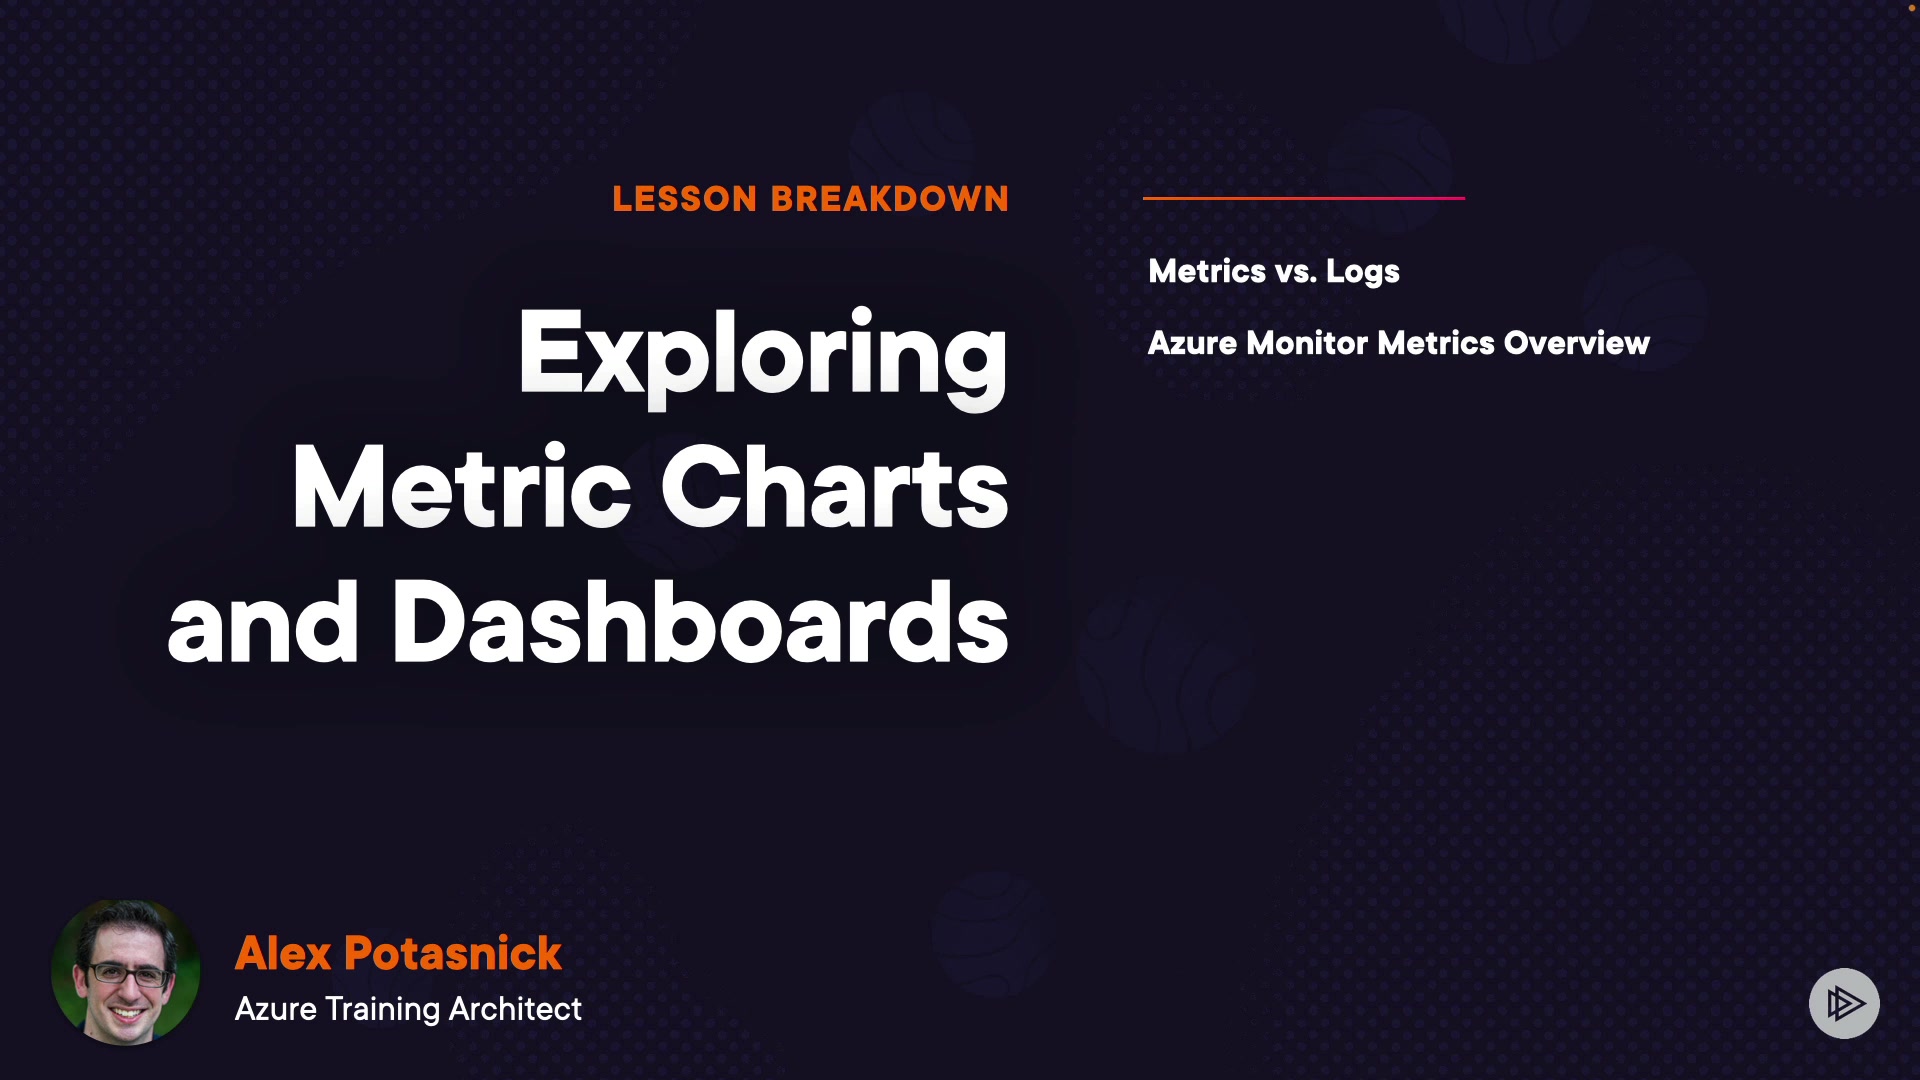 LESSON BREAKDOWN
Exploring
Metric Charts
and Dashboards
Metrics vs. Logs
Azure Monitor Metrics Overview
Alex Potasnick
Azure Training Architect